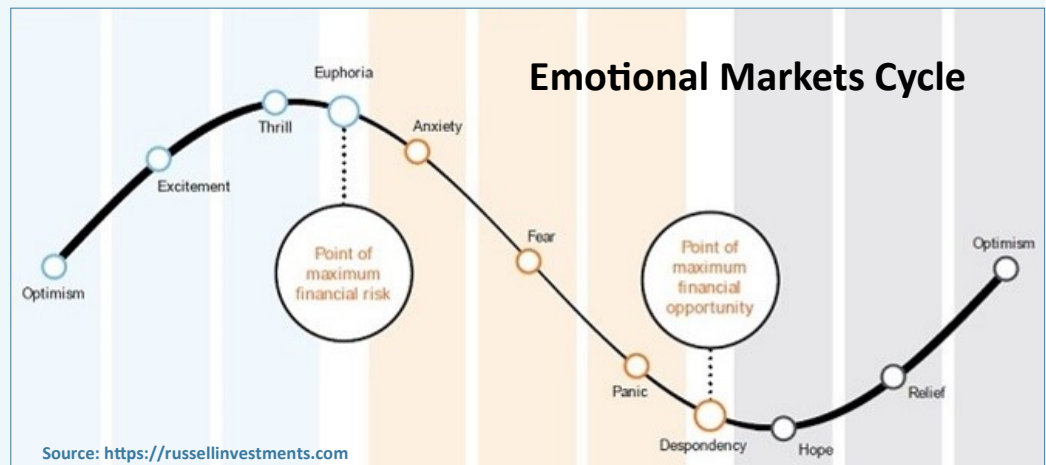 Emotional Markets Cycle
Euphoria
Thrill
Anxiety
Excitement
Optimism
Point of
maximum
financial risk
Fear
Point of
maximum
financial
opportunity
Optimism
Panic
Relief
Despondency
Hope
Source: https://russellinvestments.com